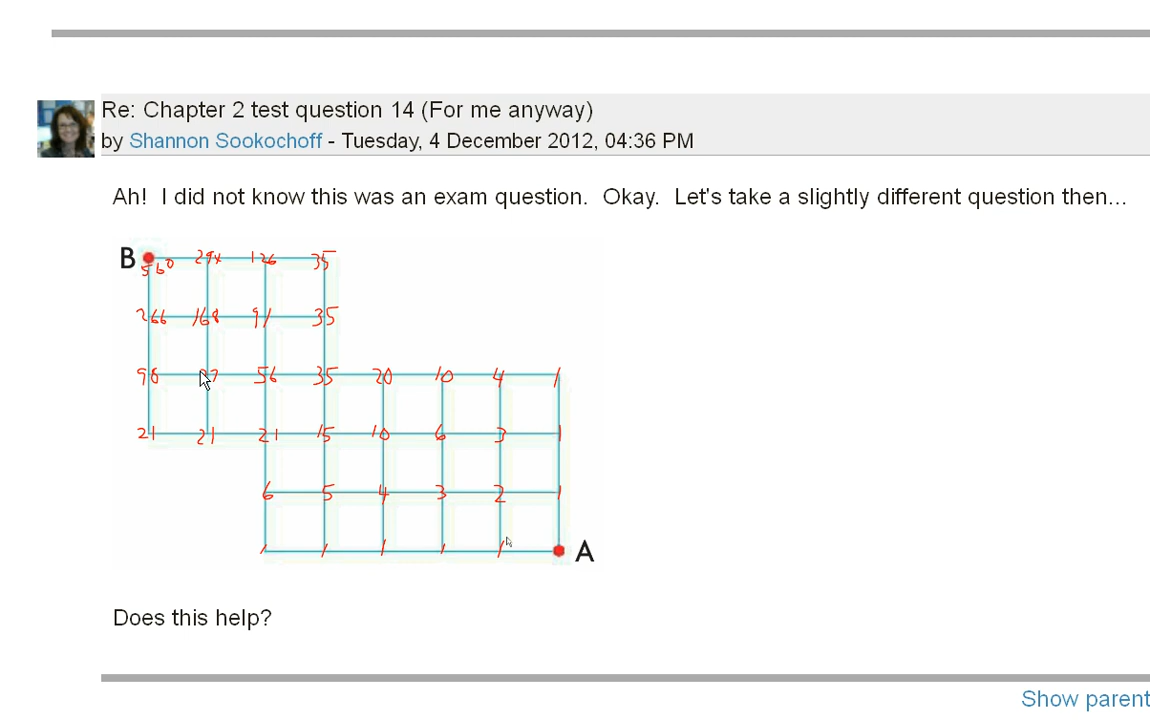 Re: Chapter 2 test question 14 (For me anyway)
by Shannon Sookochoff - Tuesday, 4 December 2012, 04:36 PM
Ah!  I did not know this was an exam question.  Okay.  Let's take a slightly different question then...
B 560 294 126 35
266 168 91 35
98 56 35 20 10 4 1
21 21 21 15 10 6 3 1
6 5 4 3 2 1
1 1 1 1 1 A
Does this help?
Show parent